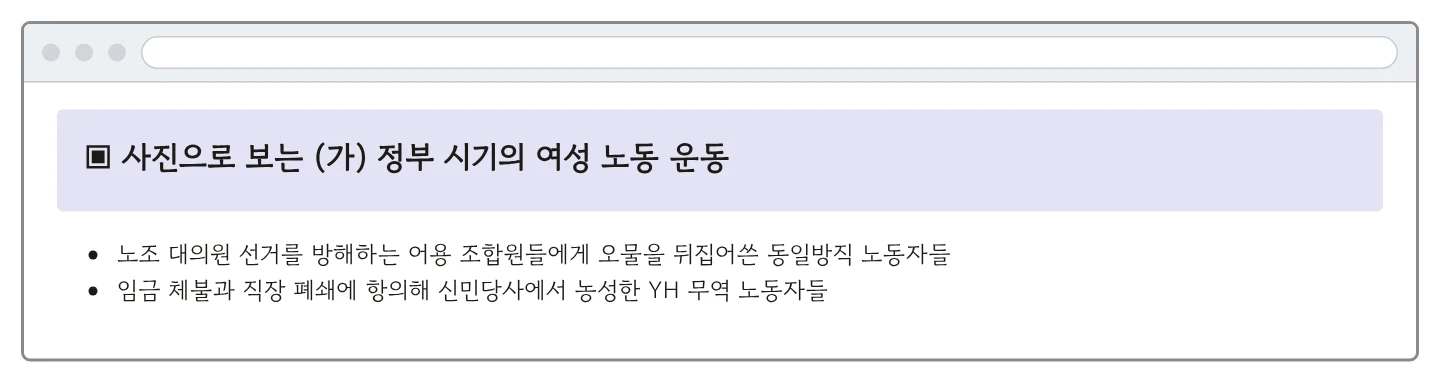 ▣ 사진으로 보는 (가) 정부 시기의 여성 노동 운동
• 노조 대의원 선거를 방해하는 어용 조합원들에게 오물을 뒤집어쓴 동일방직 노동자들
• 임금 체불과 직장 폐쇄에 항의해 신민당사에서 농성한 YH 무역 노동자들